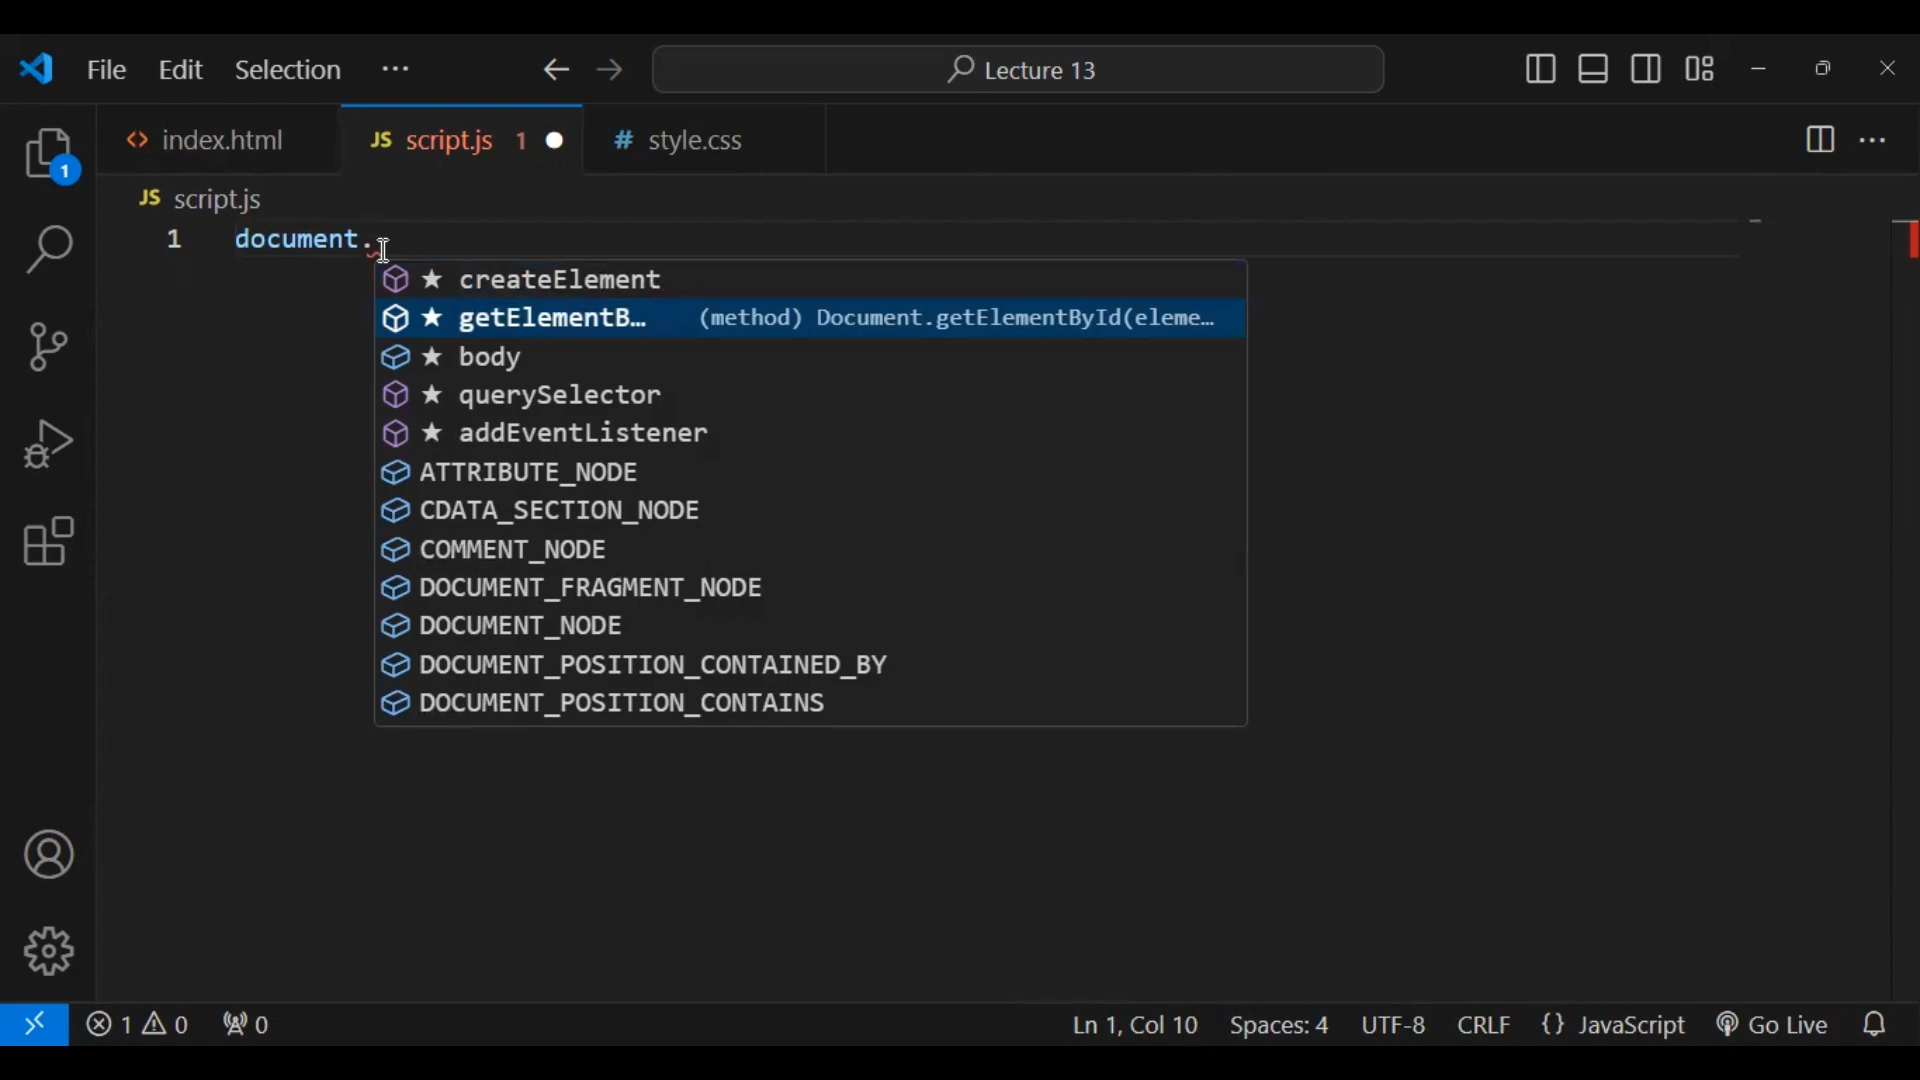 File Edit Selection ··· Lecture 13
index.html JS script.js 1 # style.css ···
1
JS script.js
1 document.
★ createElement
★ getElementB… (method) Document.getElementById(eleme…
★ body
★ querySelector
★ addEventListener
ATTRIBUTE_NODE
CDATA_SECTION_NODE
COMMENT_NODE
DOCUMENT_FRAGMENT_NODE
DOCUMENT_NODE
DOCUMENT_POSITION_CONTAINED_BY
DOCUMENT_POSITION_CONTAINS
1 0 0 Ln 1, Col 10 Spaces: 4 UTF-8 CRLF {} JavaScript Go Live